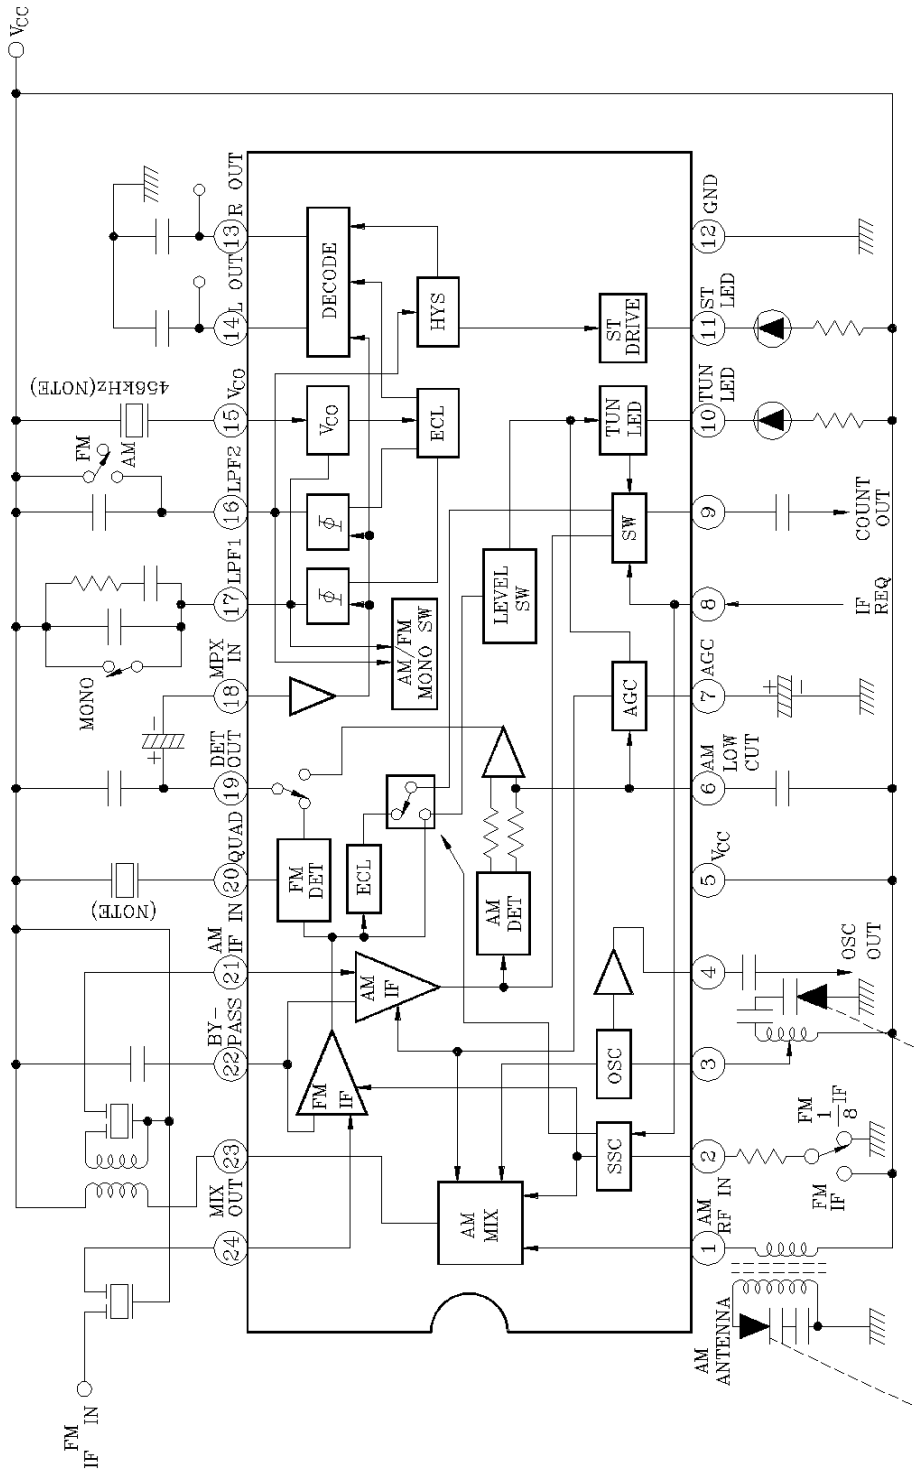 FM
IF IN
24
MIX
OUT
23
BY-
PASS
22
AM
IF IN
21
(NOTE)
QUAD
20
DET
OUT
19
+ -
MPX
IN
18
MONO
LPF1
17
LPF2
16
FM
AM
456kHz(NOTE)
VCO
15
L OUT
14
R OUT
13
VCC
FM
IF
AM
IF
FM
DET
ECL
AM
DET
AM/FM
MONO SW
Φ
Φ
VCO
ECL
DECODE
HYS
AM
MIX
SSC
OSC
AGC
LEVEL
SW
SW
TUN
LED
ST
DRIVE
1
AM
RF IN
AM
ANTENNA
2
FM
IF
FM
1
8
IF
3
4
OSC
OUT
5
VCC
6
AM
LOW
CUT
7
AGC
+ -
8
IF
REQ
9
COUNT
OUT
10
TUN
LED
11
ST
LED
12
GND